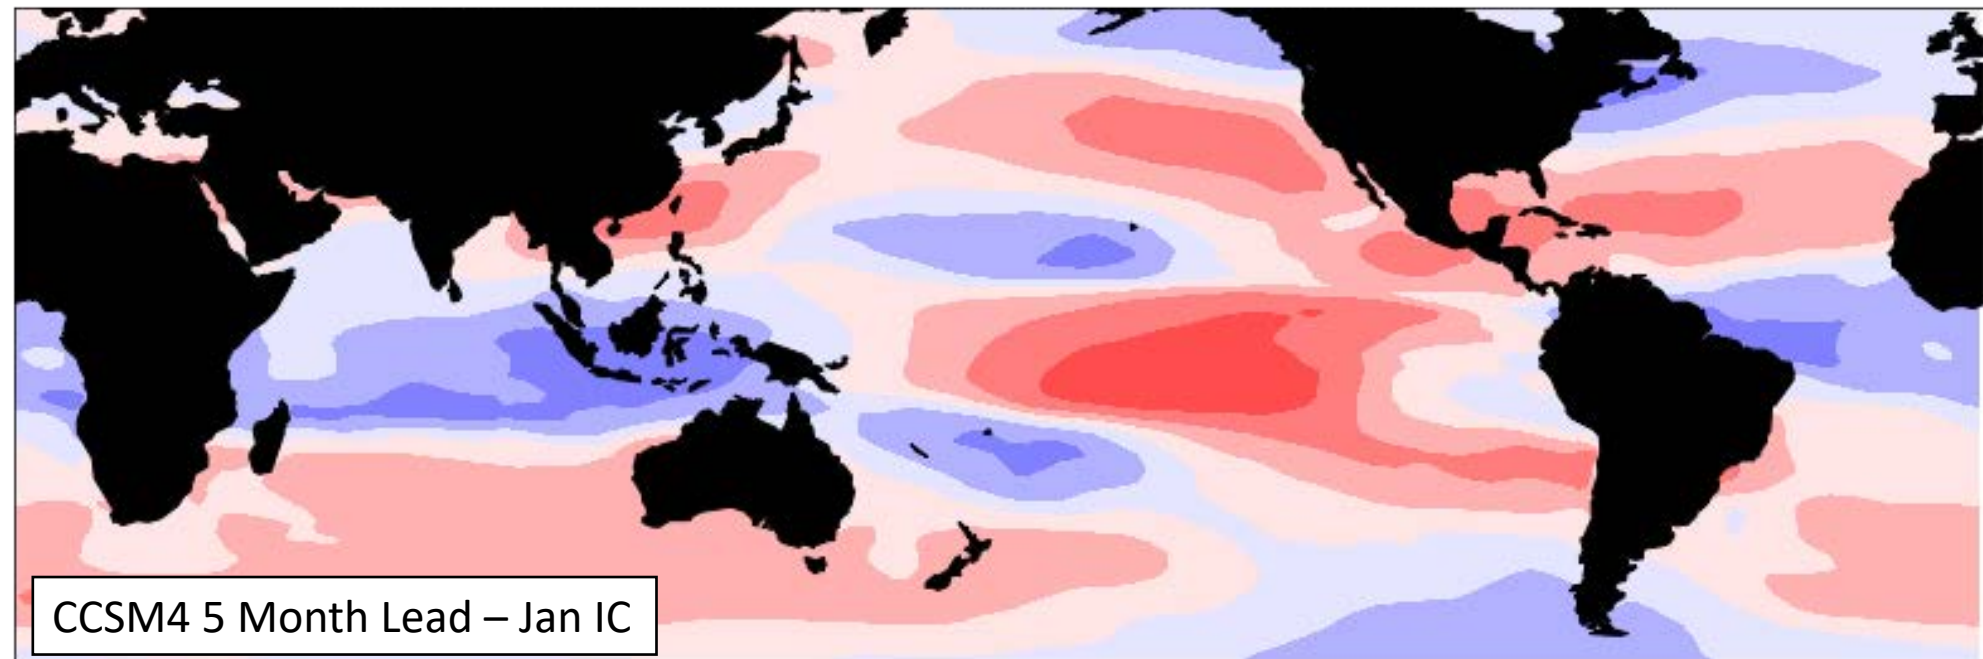 CCSM4 5 Month Lead – Jan IC